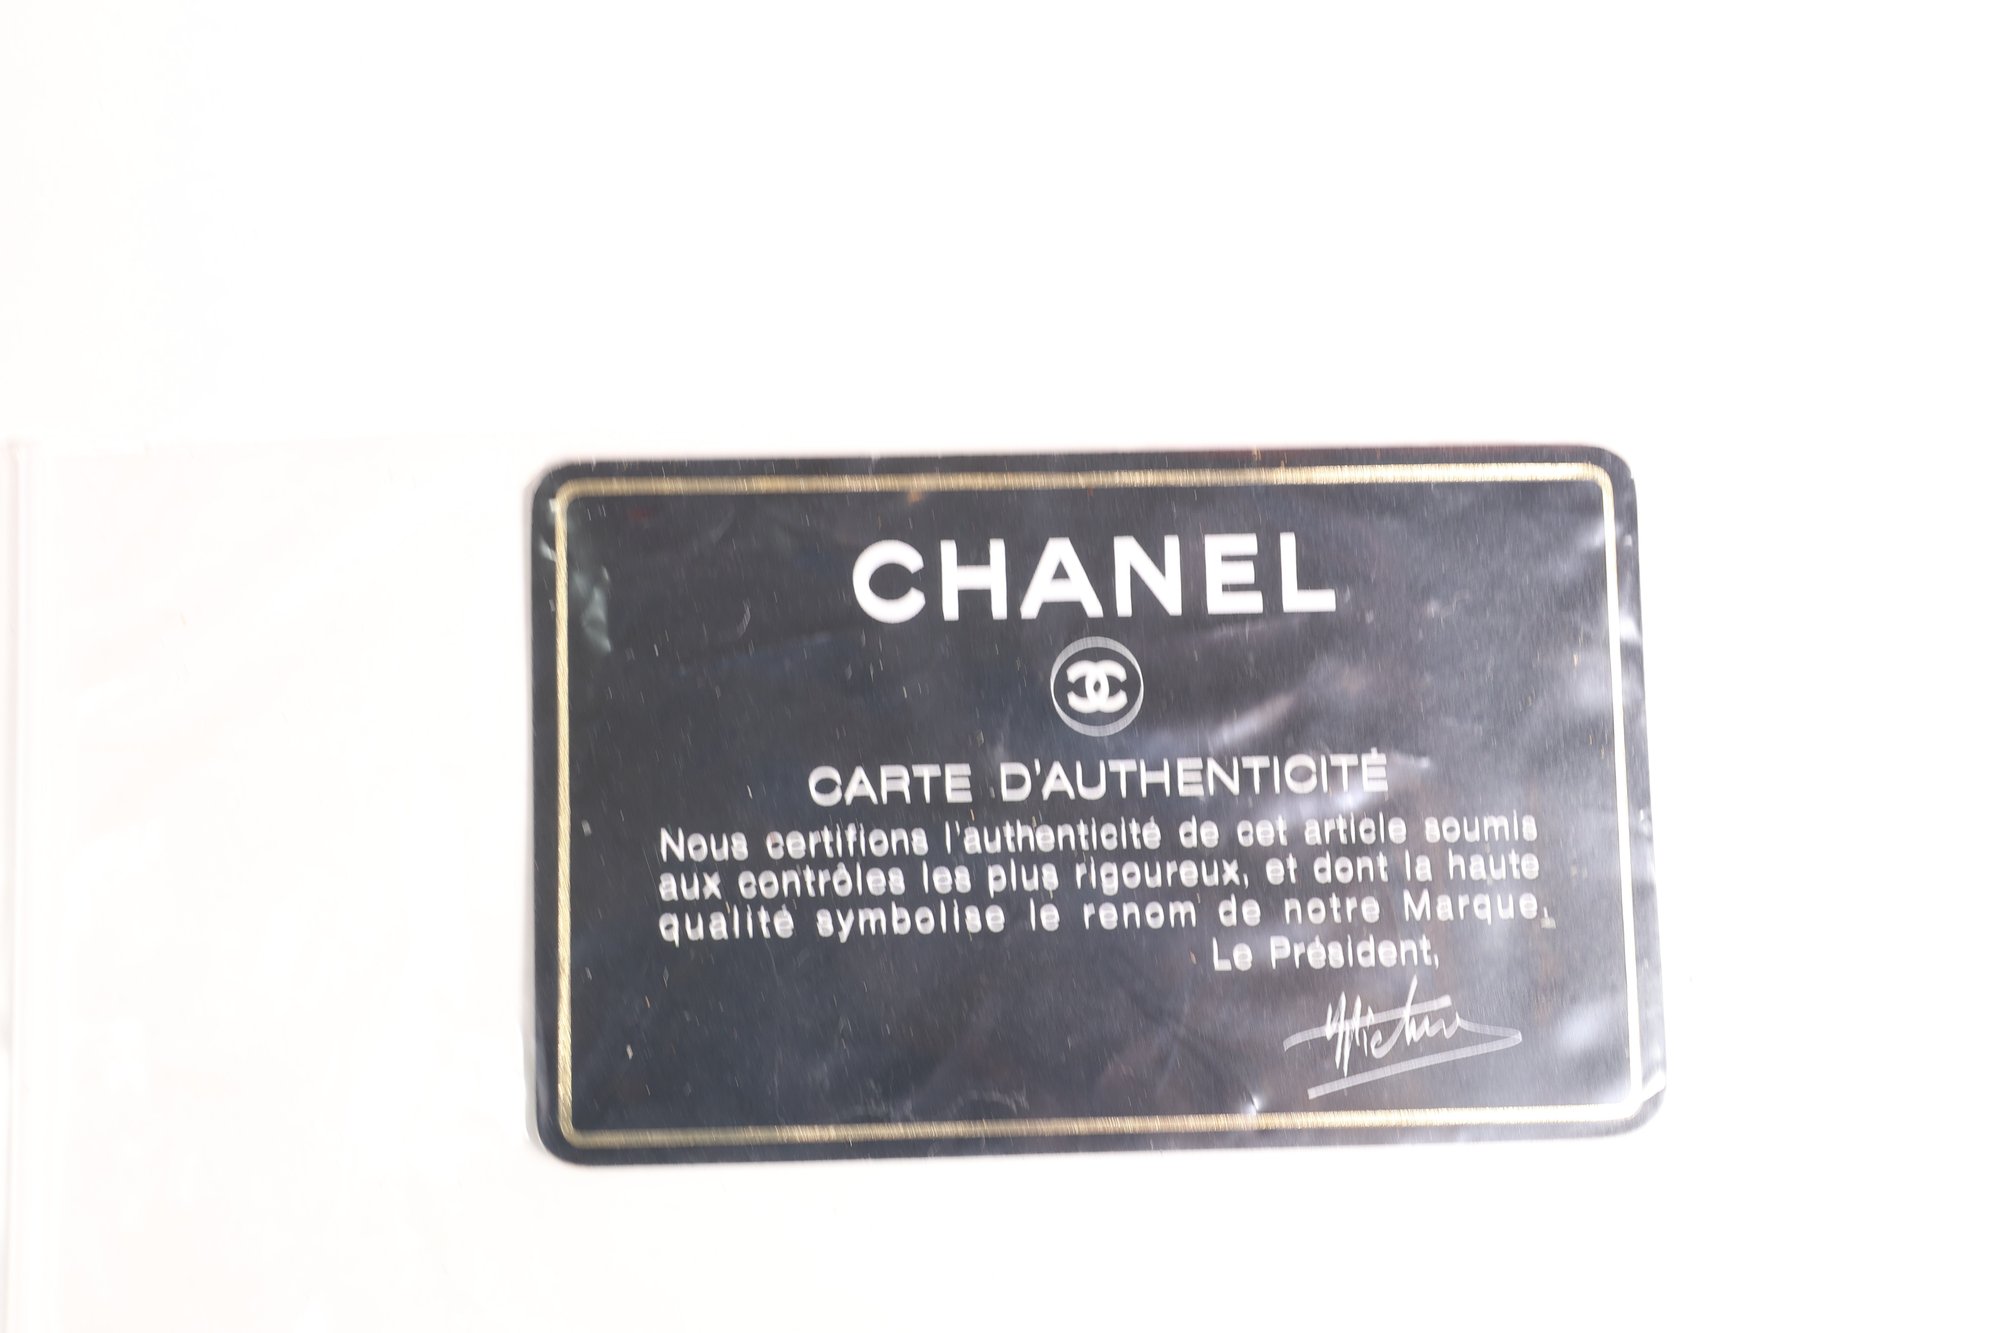 CHANEL
CARTE D'AUTHENTICITÉ
Nous certifions l'authenticité de cet article soumis
aux contrôles les plus rigoureux, et dont la haute
qualité symbolise le renom de notre Marque.
Le Président,